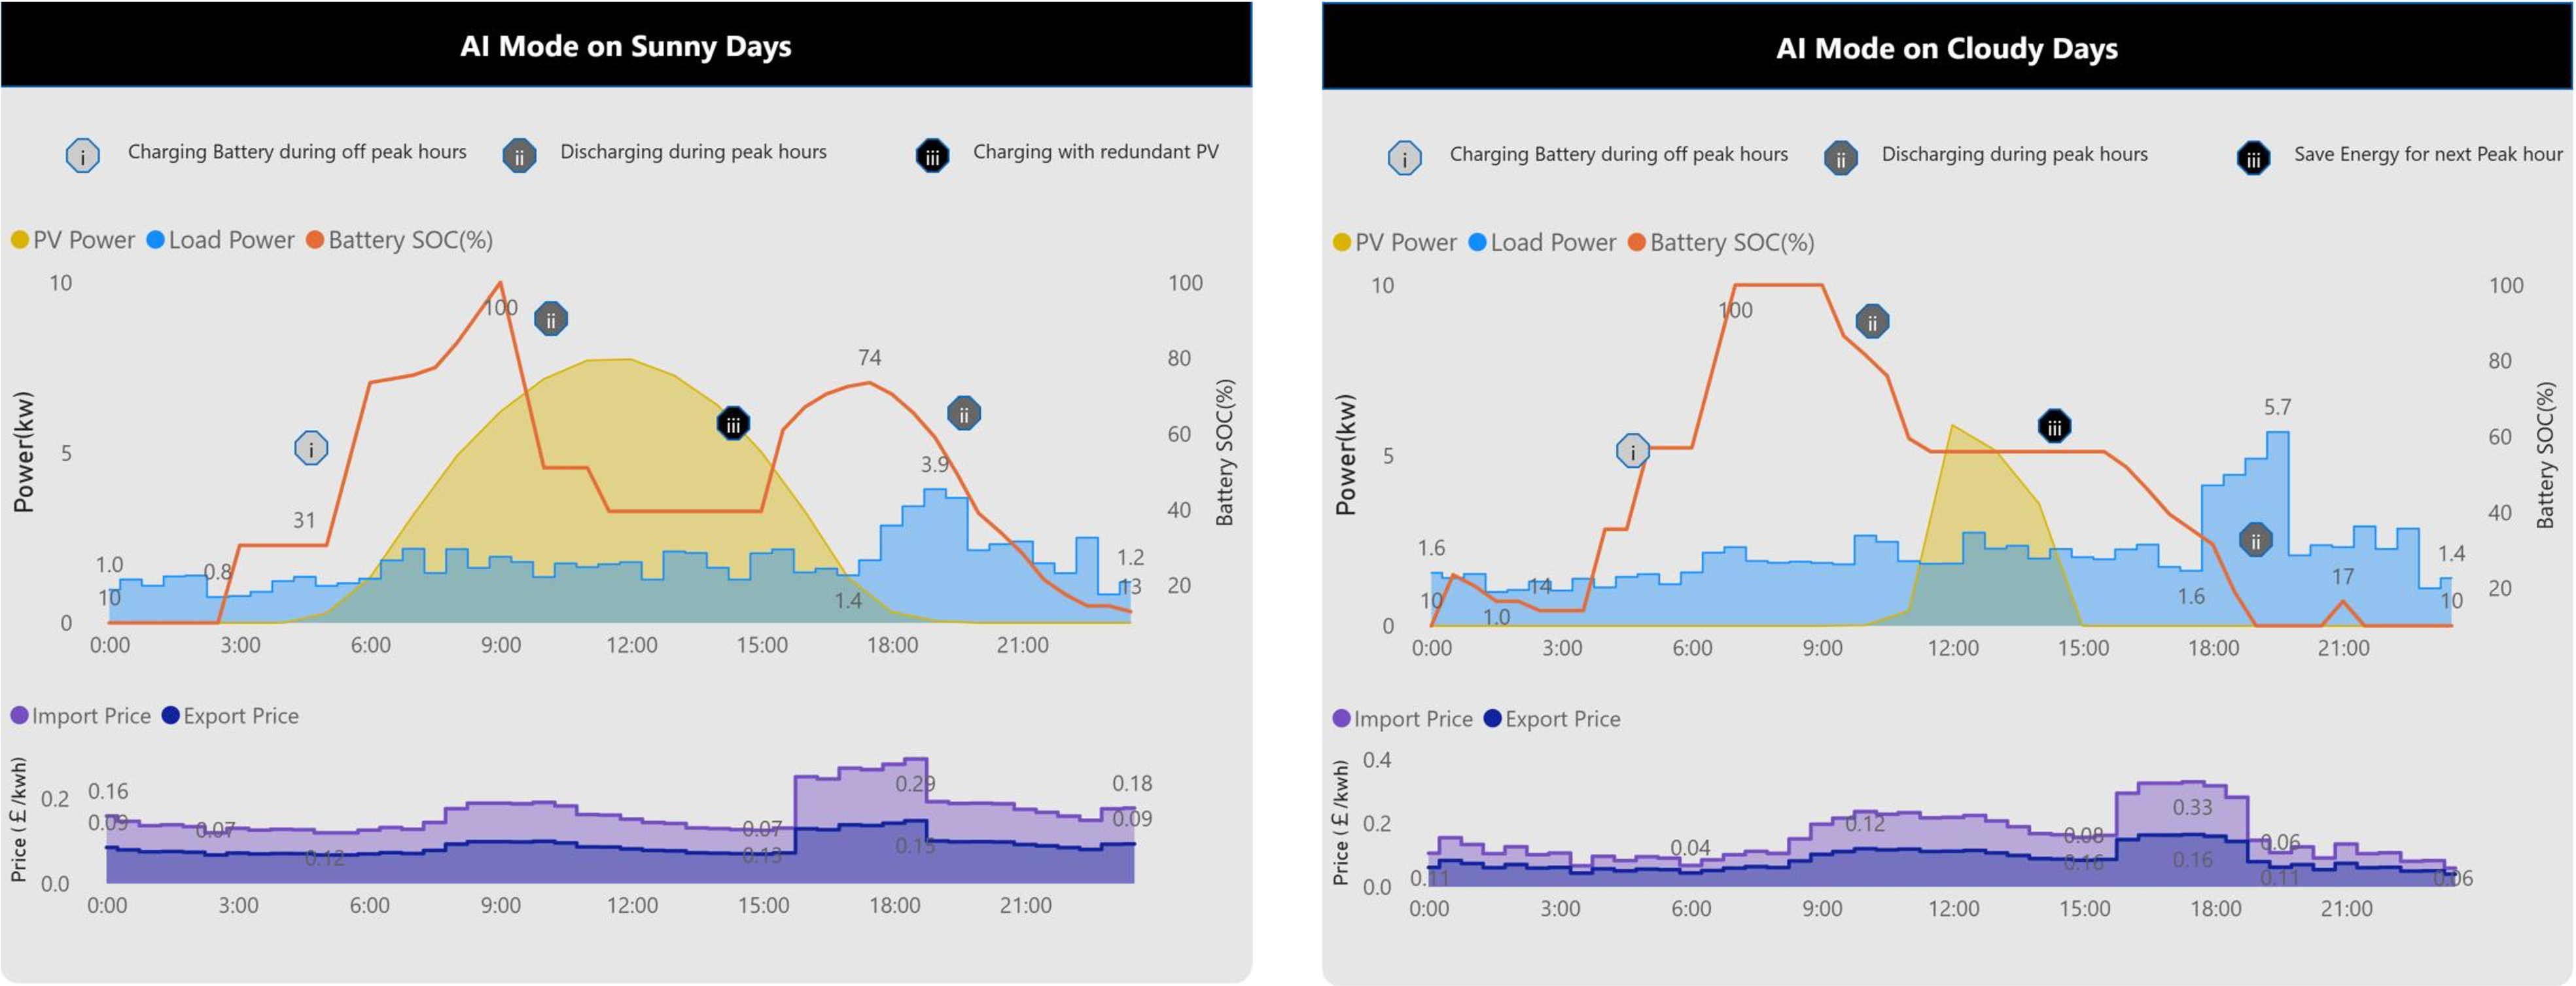 AI Mode on Sunny Days
i Charging Battery during off peak hours ii Discharging during peak hours iii Charging with redundant PV
PV Power Load Power Battery SOC(%)
10 100
100 ii
80
74
Power(kw)
Battery SOC(%)
60
iii ii
5 i 3.9
40
31
1.0 0.8 1.2
10 1.4 13 20
0
0:00 3:00 6:00 9:00 12:00 15:00 18:00 21:00
Import Price Export Price
Price ( £ /kwh)
0.2 0.16 0.29 0.18
0.09 0.07 0.07 0.09
0.12 0.13 0.15
0.0
0:00 3:00 6:00 9:00 12:00 15:00 18:00 21:00
AI Mode on Cloudy Days
i Charging Battery during off peak hours ii Discharging during peak hours iii Save Energy for next Peak hour
PV Power Load Power Battery SOC(%)
10 100
100 ii
80
5.7
Power(kw)
Battery SOC(%)
60
i iii
5
40
1.6 ii 1.4
14 17 20
10 1.0 1.6 10
0
0:00 3:00 6:00 9:00 12:00 15:00 18:00 21:00
Import Price Export Price
Price ( £ /kwh)
0.4
0.2 0.12 0.33
0.04 0.08 0.06
0.11 0.16 0.16 0.11 0.06
0.0
0:00 3:00 6:00 9:00 12:00 15:00 18:00 21:00